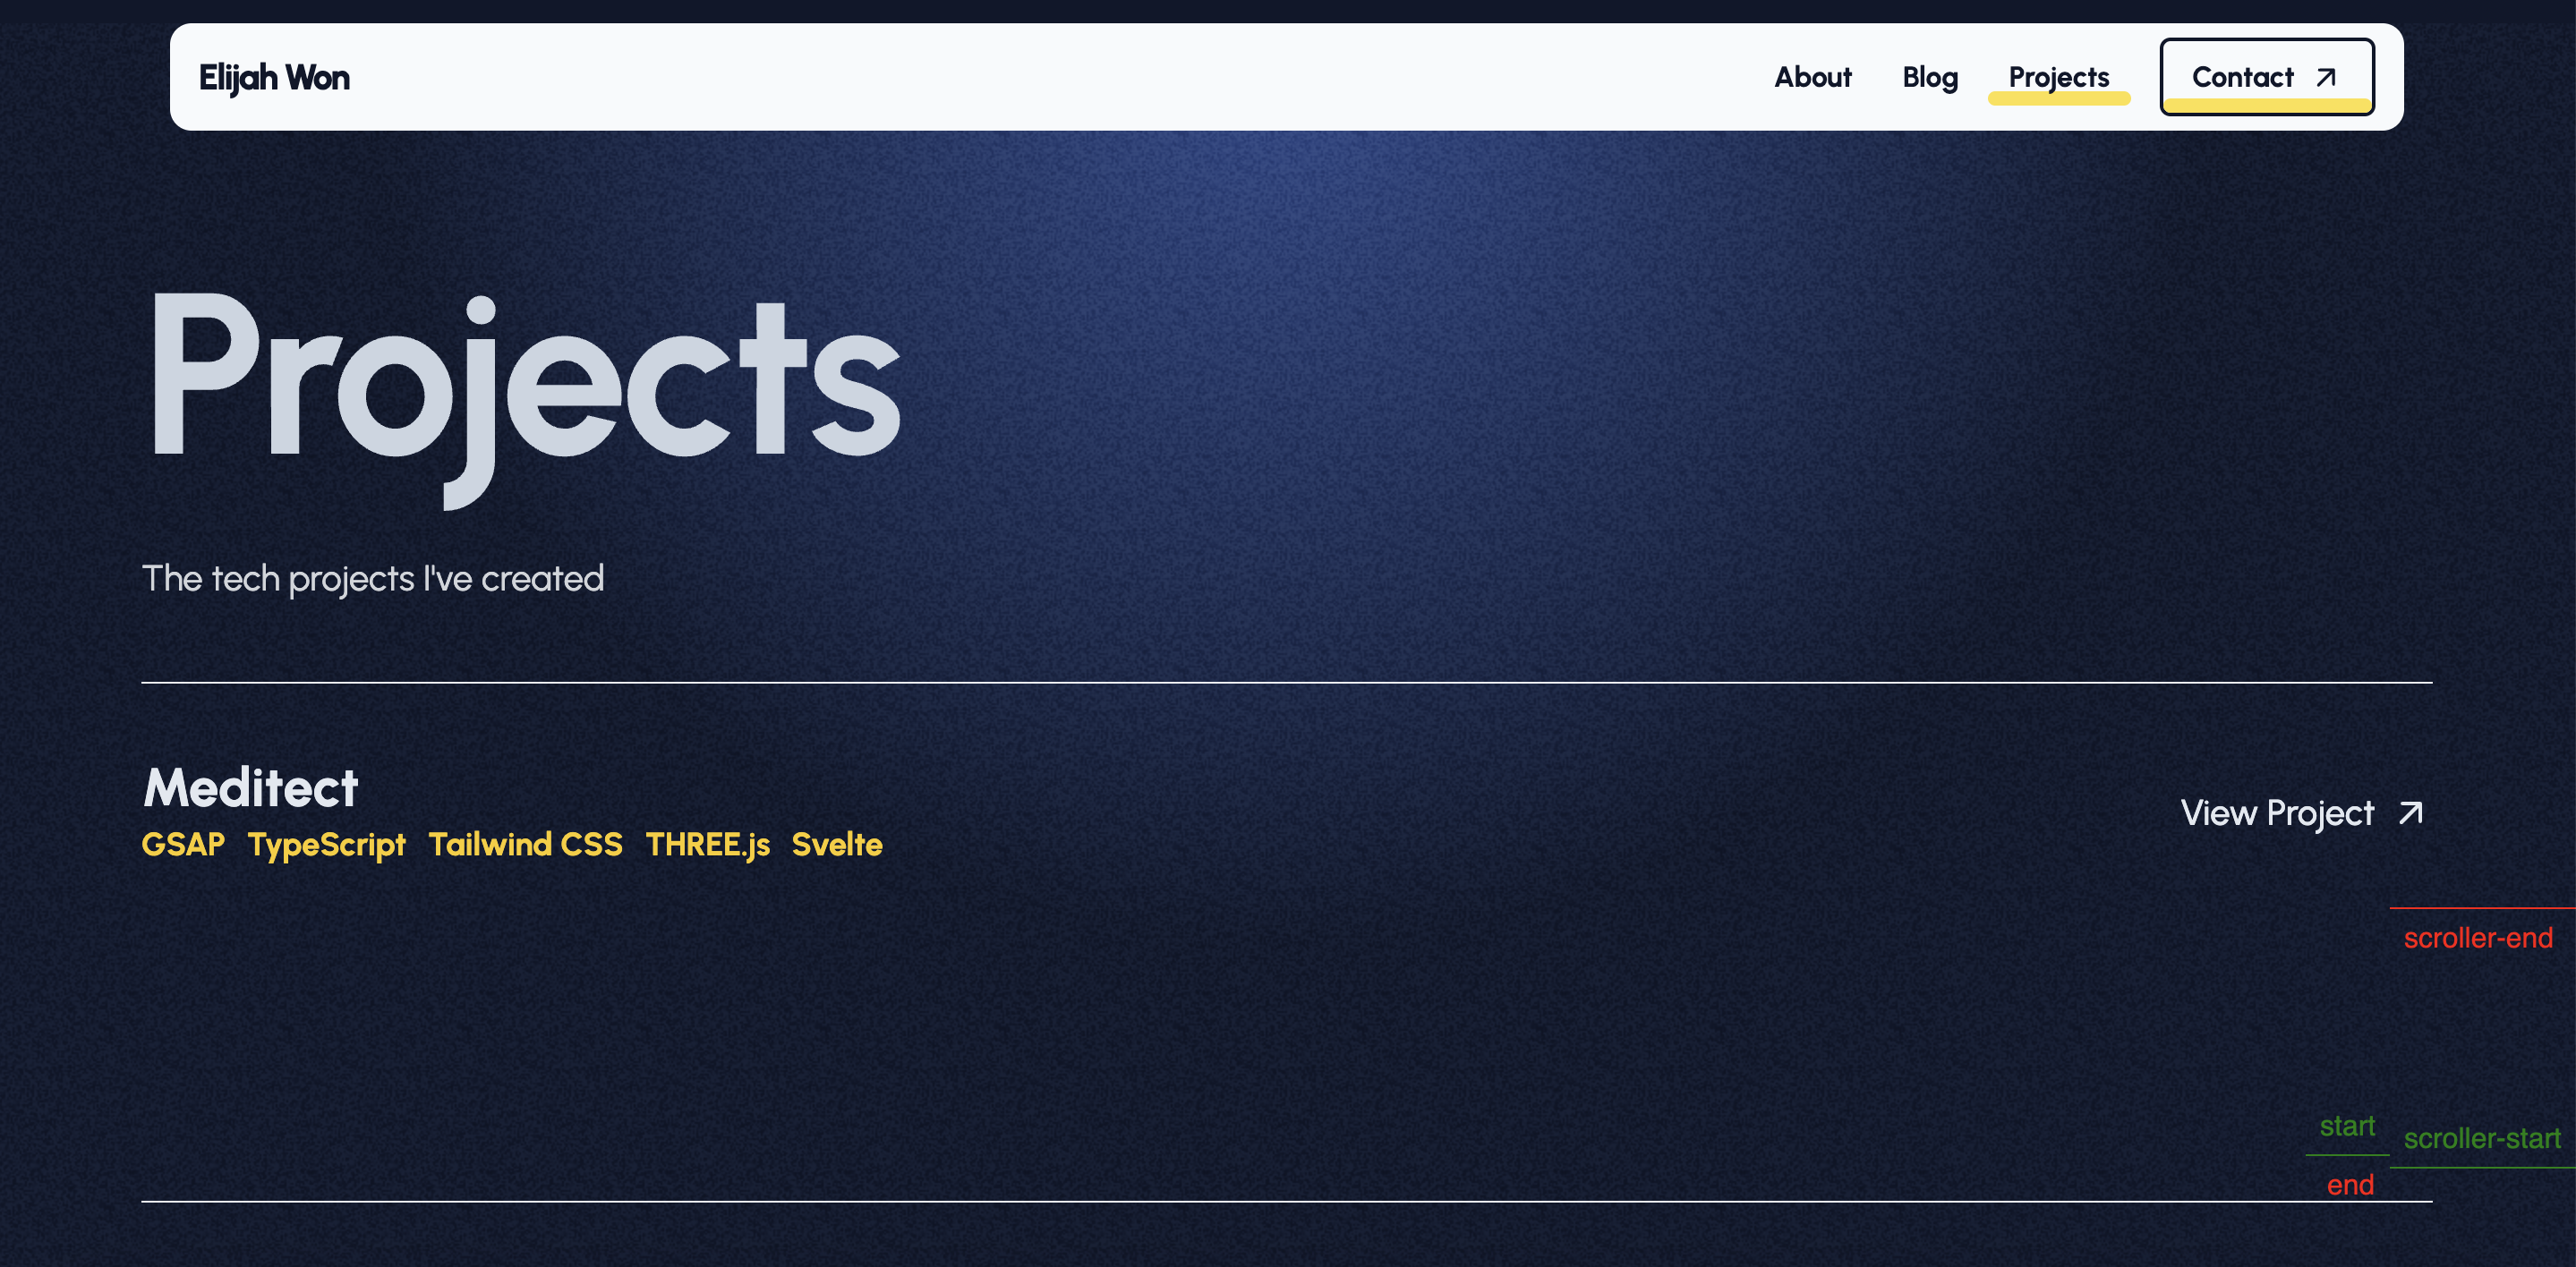 Elijah Won
About Blog Projects Contact
Projects
The tech projects I've created
Meditect
GSAP TypeScript Tailwind CSS THREE.js Svelte
View Project
scroller-end
start scroller-start
end